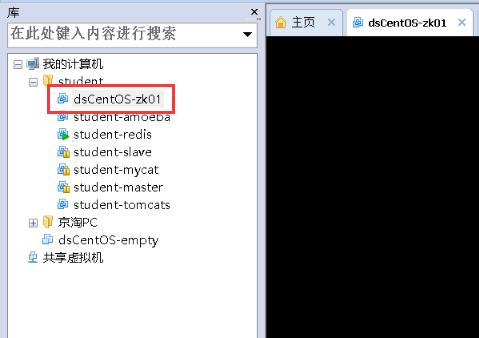 库
在此处键入内容进行搜索
我的计算机
student
dsCentOS-zk01
student-amoeba
student-redis
student-slave
student-mycat
student-master
student-tomcats
京淘PC
dsCentOS-empty
共享虚拟机
主页
dsCentOS-zk01